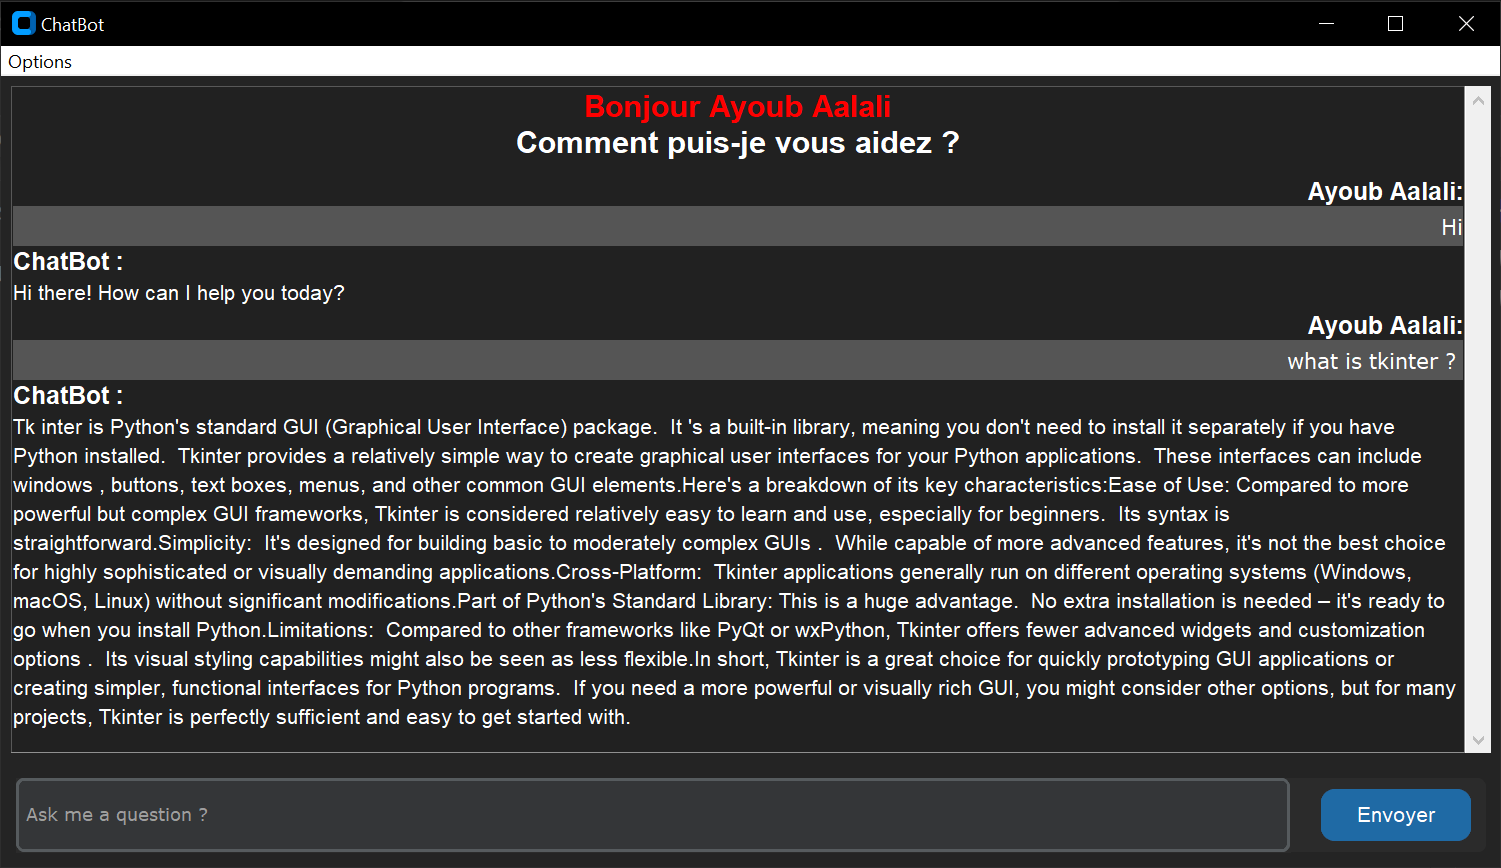 ChatBot
Options
Bonjour Ayoub Aalali
Comment puis-je vous aidez ?
Ayoub Aalali:
Hi
ChatBot :
Hi there! How can I help you today?
Ayoub Aalali:
what is tkinter ?
ChatBot :
Tk inter is Python's standard GUI (Graphical User Interface) package.  It 's a built-in library, meaning you don't need to install it separately if you have
Python installed.  Tkinter provides a relatively simple way to create graphical user interfaces for your Python applications.  These interfaces can include
windows , buttons, text boxes, menus, and other common GUI elements.Here's a breakdown of its key characteristics:Ease of Use: Compared to more
powerful but complex GUI frameworks, Tkinter is considered relatively easy to learn and use, especially for beginners.  Its syntax is
straightforward.Simplicity:  It's designed for building basic to moderately complex GUIs .  While capable of more advanced features, it's not the best choice
for highly sophisticated or visually demanding applications.Cross-Platform:  Tkinter applications generally run on different operating systems (Windows,
macOS, Linux) without significant modifications.Part of Python's Standard Library: This is a huge advantage.  No extra installation is needed – it's ready to
go when you install Python.Limitations:  Compared to other frameworks like PyQt or wxPython, Tkinter offers fewer advanced widgets and customization
options .  Its visual styling capabilities might also be seen as less flexible.In short, Tkinter is a great choice for quickly prototyping GUI applications or
creating simpler, functional interfaces for Python programs.  If you need a more powerful or visually rich GUI, you might consider other options, but for many
projects, Tkinter is perfectly sufficient and easy to get started with.
Ask me a question ?
Envoyer